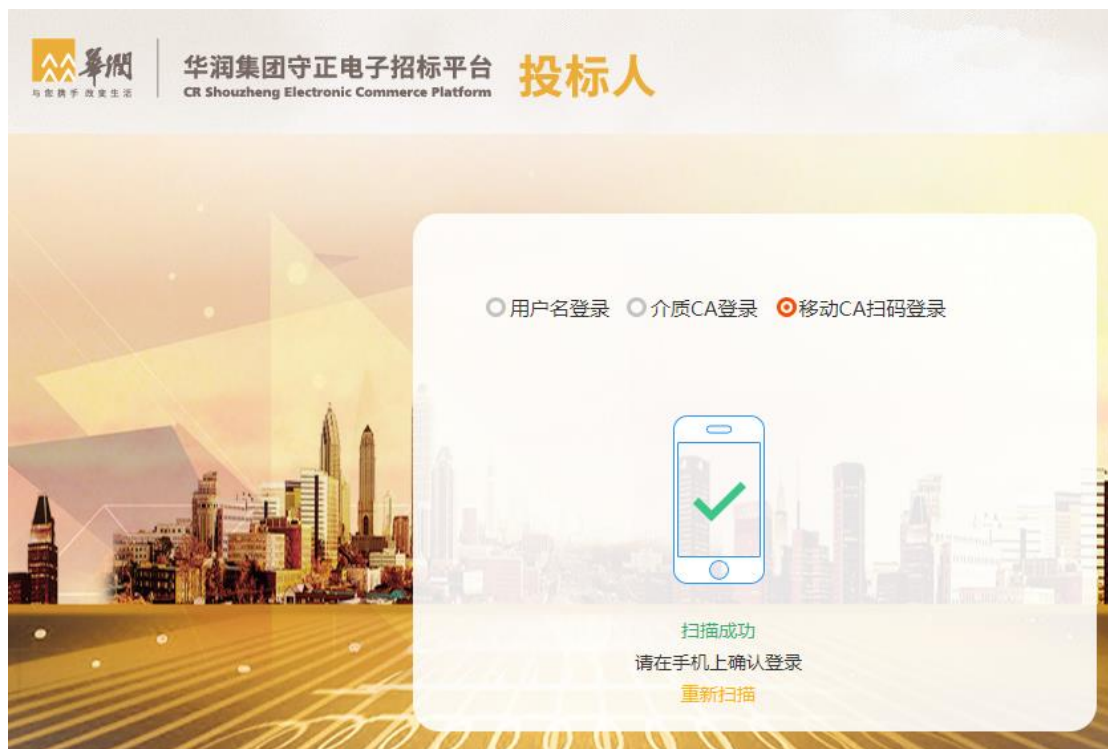 華潤
与您携手 改变生活
华润集团守正电子招标平台
CR Shouzheng Electronic Commerce Platform
投标人
用户名登录 介质CA登录 移动CA扫码登录
扫描成功
请在手机上确认登录
重新扫描